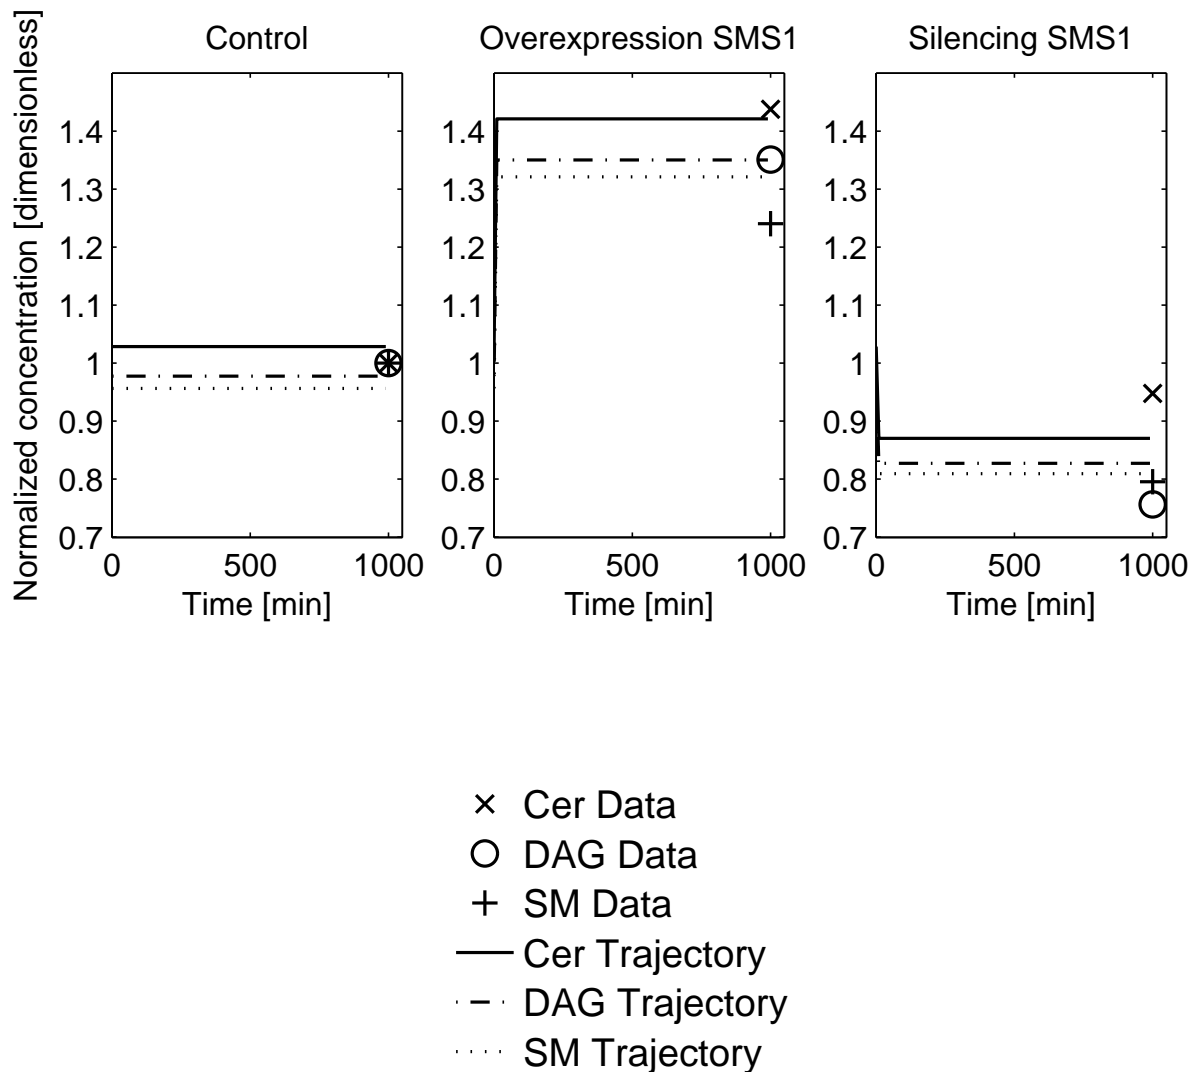 Control
Overexpression SMS1
Silencing SMS1
Normalized concentration [dimensionless]
1.4
1.3
1.2
1.1
1
0.9
0.8
0.7
0
500
1000
Time [min]
1.4
1.3
1.2
1.1
1
0.9
0.8
0.7
0
500
1000
Time [min]
1.4
1.3
1.2
1.1
1
0.9
0.8
0.7
0
500
1000
Time [min]
Cer Data
DAG Data
SM Data
Cer Trajectory
DAG Trajectory
SM Trajectory